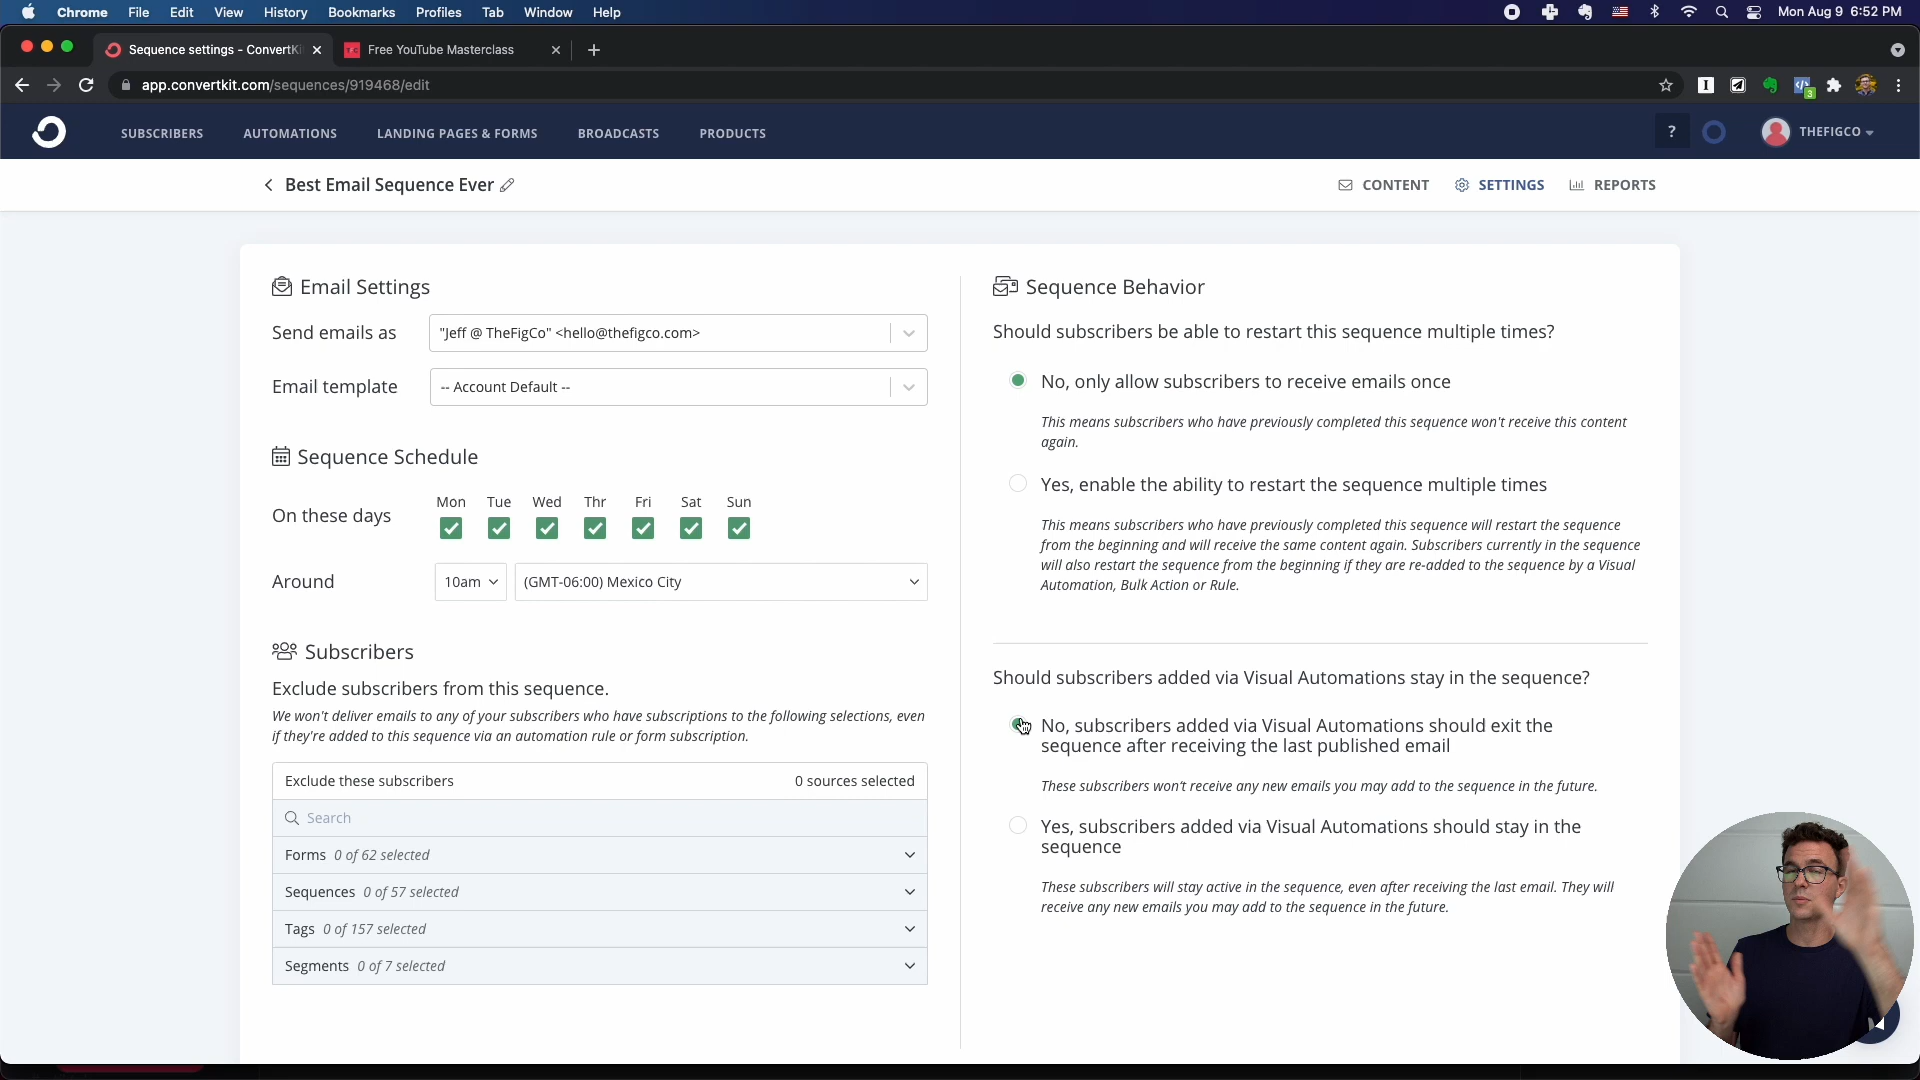 Chrome File Edit View History Bookmarks Profiles Tab Window Help
Mon Aug 9 6:52 PM
Sequence settings - ConvertKi
Free YouTube Masterclass
app.convertkit.com/sequences/919468/edit
3
SUBSCRIBERS AUTOMATIONS LANDING PAGES & FORMS BROADCASTS PRODUCTS
?
THEFIGCO
Best Email Sequence Ever
CONTENT SETTINGS REPORTS
Email Settings
Send emails as
"Jeff @ TheFigCo" <hello@thefigco.com>
Email template
-- Account Default --
Sequence Schedule
On these days
Mon Tue Wed Thr Fri Sat Sun
Around
10am
(GMT-06:00) Mexico City
Subscribers
Exclude subscribers from this sequence.
We won't deliver emails to any of your subscribers who have subscriptions to the following selections, even
if they're added to this sequence via an automation rule or form subscription.
Exclude these subscribers
0 sources selected
Search
Forms 0 of 62 selected
Sequences 0 of 57 selected
Tags 0 of 157 selected
Segments 0 of 7 selected
Sequence Behavior
Should subscribers be able to restart this sequence multiple times?
No, only allow subscribers to receive emails once
This means subscribers who have previously completed this sequence won't receive this content
again.
Yes, enable the ability to restart the sequence multiple times
This means subscribers who have previously completed this sequence will restart the sequence
from the beginning and will receive the same content again. Subscribers currently in the sequence
will also restart the sequence from the beginning if they are re-added to the sequence by a Visual
Automation, Bulk Action or Rule.
Should subscribers added via Visual Automations stay in the sequence?
No, subscribers added via Visual Automations should exit the
sequence after receiving the last published email
These subscribers won't receive any new emails you may add to the sequence in the future.
Yes, subscribers added via Visual Automations should stay in the
sequence
These subscribers will stay active in the sequence, even after receiving the last email. They will
receive any new emails you may add to the sequence in the future.